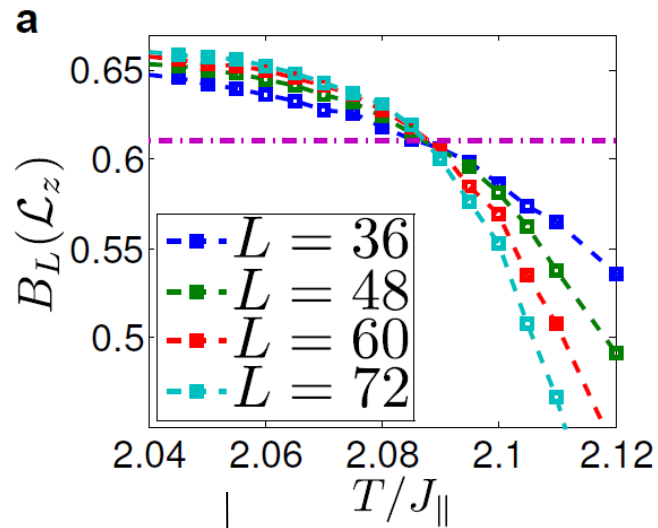 a
0.65
0.6
0.55
0.5
B_L(𝓛_z)
L = 36
L = 48
L = 60
L = 72
2.04 2.06 2.08 2.1 2.12
T/J_∥